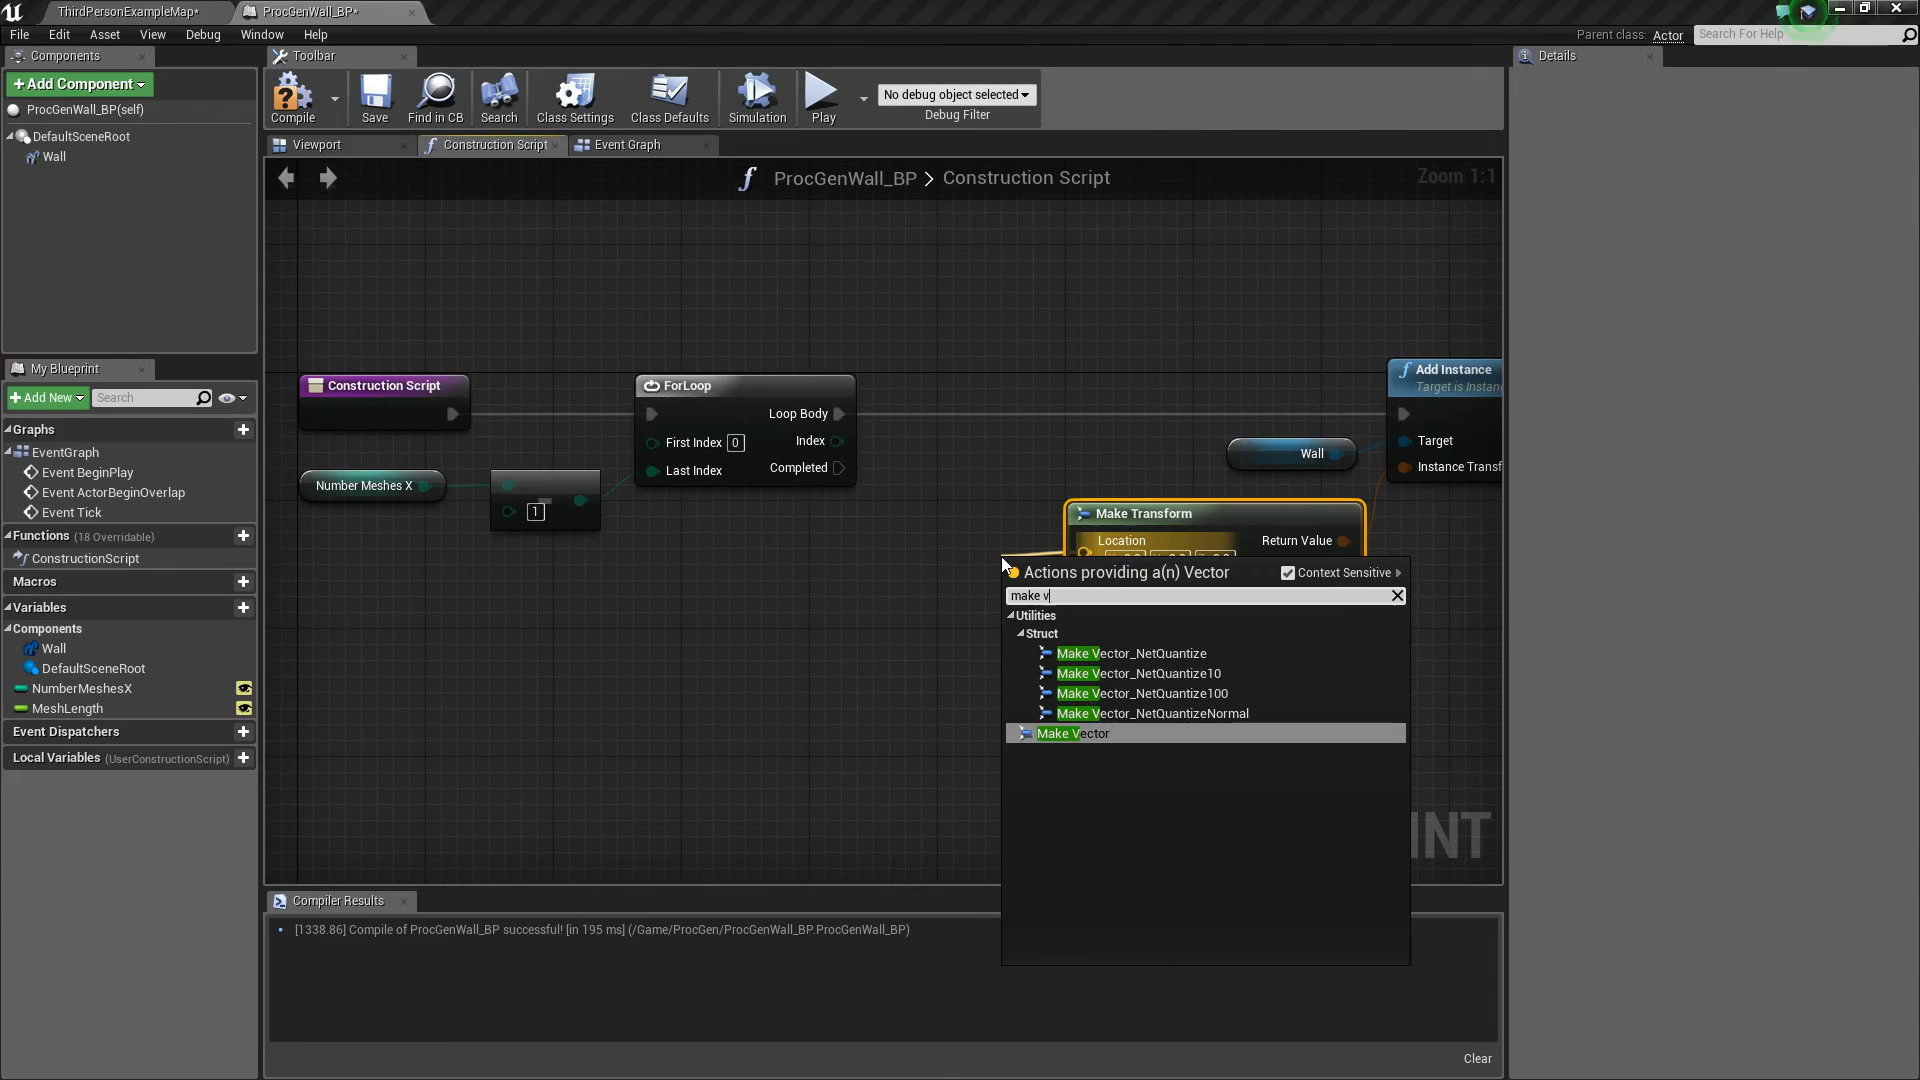 ThirdPersonExampleMap*
ProcGenWall_BP*
File Edit Asset View Debug Window Help
Parent class: Actor
Search For Help
Components
+Add Component
ProcGenWall_BP(self)
DefaultSceneRoot
Wall
My Blueprint
+Add New
Search
Graphs
EventGraph
Event BeginPlay
Event ActorBeginOverlap
Event Tick
Functions (18 Overridable)
ConstructionScript
Macros
Variables
Components
Wall
DefaultSceneRoot
NumberMeshesX
MeshLength
Event Dispatchers
Local Variables (UserConstructionScript)
Toolbar
Compile
Save
Find in CB
Search
Class Settings
Class Defaults
Simulation
Play
No debug object selected
Debug Filter
Viewport
Construction Script
Event Graph
ProcGenWall_BP > Construction Script
Zoom 1:1
Construction Script
Number Meshes X
1
ForLoop
Loop Body
First Index 0
Index
Last Index
Completed
Wall
Add Instance
Target is Instan
Target
Instance Transf
Make Transform
Location
Return Value
Actions providing a(n) Vector
Context Sensitive
make v
Utilities
Struct
Make Vector_NetQuantize
Make Vector_NetQuantize10
Make Vector_NetQuantize100
Make Vector_NetQuantizeNormal
Make Vector
INT
Compiler Results
[1338.86] Compile of ProcGenWall_BP successful! [in 195 ms] (/Game/ProcGen/ProcGenWall_BP.ProcGenWall_BP)
Clear
Details